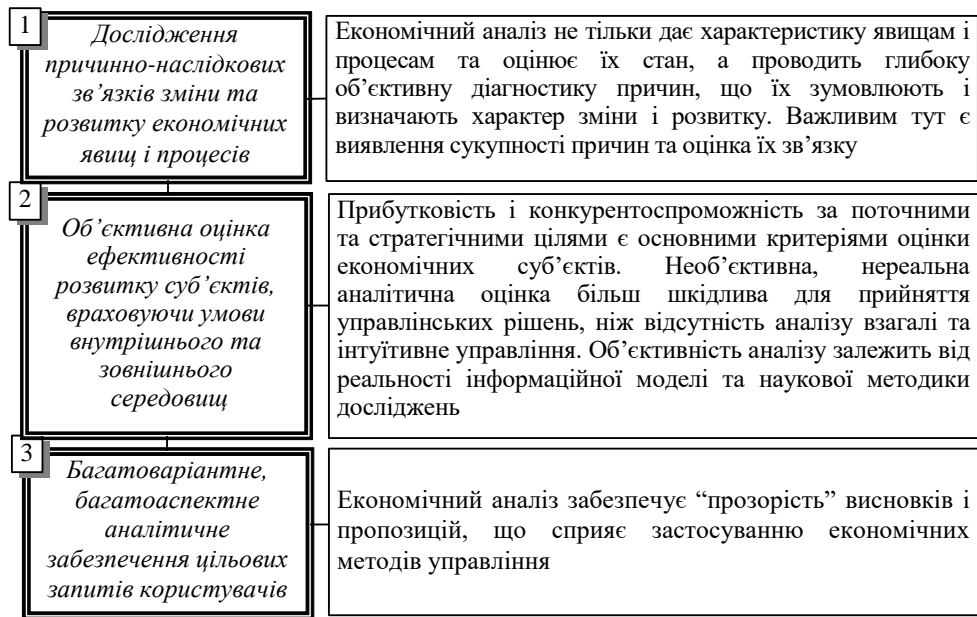 1
Дослідження
причинно-наслідкових
зв’язків зміни та
розвитку економічних
явищ і процесів
Економічний аналіз не тільки дає характеристику явищам і
процесам та оцінює їх стан, а проводить глибоку
об’єктивну діагностику причин, що їх зумовлюють і
визначають характер зміни і розвитку. Важливим тут є
виявлення сукупності причин та оцінка їх зв’язку
2
Об’єктивна оцінка
ефективності
розвитку суб’єктів,
враховуючи умови
внутрішнього та
зовнішнього
середовищ
Прибутковість і конкурентоспроможність за поточними
та стратегічними цілями є основними критеріями оцінки
економічних суб’єктів. Необ’єктивна, нереальна
аналітична оцінка більш шкідлива для прийняття
управлінських рішень, ніж відсутність аналізу взагалі та
інтуїтивне управління. Об’єктивність аналізу залежить від
реальності інформаційної моделі та наукової методики
досліджень
3
Багатоваріантне,
багатоаспектне
аналітичне
забезпечення цільових
запитів користувачів
Економічний аналіз забезпечує “прозорість” висновків і
пропозицій, що сприяє застосуванню економічних
методів управління